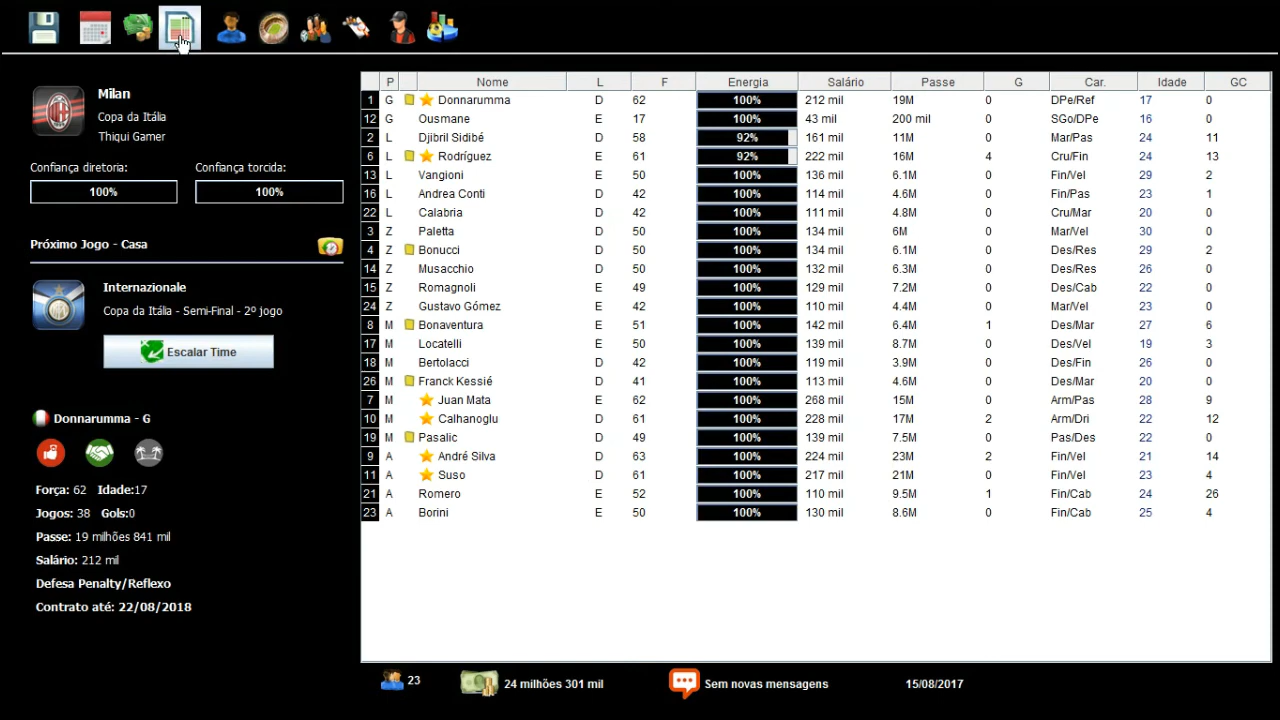 Milan
Copa da Itália
Thiqui Gamer
Confiança diretoria: Confiança torcida:
100% 100%
Próximo Jogo - Casa
Internazionale
Copa da Itália - Semi-Final - 2º jogo
Escalar Time
Donnarumma - G
Força: 62 Idade:17
Jogos: 38 Gols:0
Passe: 19 milhões 841 mil
Salário: 212 mil
Defesa Penalty/Reflexo
Contrato até: 22/08/2018
P Nome L F Energia Salário Passe G Car. Idade GC
1 G Donnarumma D 62 100% 212 mil 19M 0 DPe/Ref 17 0
12 G Ousmane E 17 100% 43 mil 200 mil 0 SGo/DPe 16 0
2 L Djibril Sidibé D 58 92% 161 mil 11M 0 Mar/Pas 24 11
6 L Rodríguez E 61 92% 222 mil 16M 4 Cru/Fin 24 13
13 L Vangioni E 50 100% 136 mil 6.1M 0 Fin/Vel 29 2
16 L Andrea Conti D 42 100% 114 mil 4.6M 0 Fin/Pas 23 1
22 L Calabria D 42 100% 111 mil 4.8M 0 Cru/Mar 20 0
3 Z Paletta D 50 100% 134 mil 6M 0 Mar/Vel 30 0
4 Z Bonucci D 50 100% 134 mil 6.1M 0 Des/Res 29 2
14 Z Musacchio D 50 100% 132 mil 6.3M 0 Des/Res 26 0
15 Z Romagnoli E 49 100% 129 mil 7.2M 0 Des/Cab 22 0
24 Z Gustavo Gómez E 42 100% 110 mil 4.4M 0 Mar/Vel 23 0
8 M Bonaventura E 51 100% 142 mil 6.4M 1 Des/Mar 27 6
17 M Locatelli E 50 100% 139 mil 8.7M 0 Des/Vel 19 3
18 M Bertolacci D 42 100% 119 mil 3.9M 0 Des/Fin 26 0
26 M Franck Kessié D 41 100% 113 mil 4.6M 0 Des/Mar 20 0
7 M Juan Mata E 62 100% 268 mil 15M 0 Arm/Pas 28 9
10 M Calhanoglu D 61 100% 228 mil 17M 2 Arm/Dri 22 12
19 M Pasalic D 49 100% 139 mil 7.5M 0 Pas/Des 22 0
9 A André Silva D 63 100% 224 mil 23M 2 Fin/Vel 21 14
11 A Suso D 61 100% 217 mil 21M 0 Fin/Vel 23 4
21 A Romero E 52 100% 110 mil 9.5M 1 Fin/Cab 24 26
23 A Borini E 50 100% 130 mil 8.6M 0 Fin/Cab 25 4
23 24 milhões 301 mil Sem novas mensagens 15/08/2017